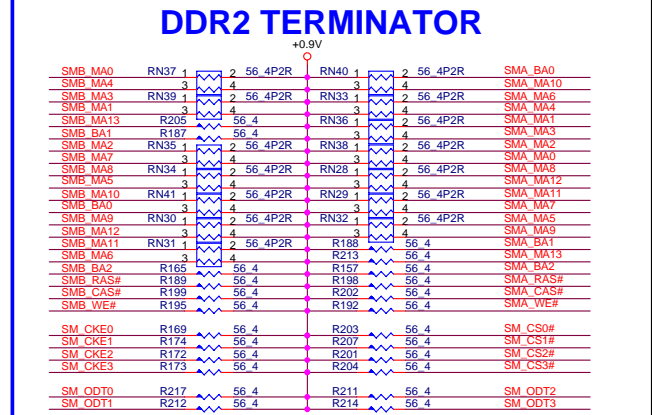 DDR2 TERMINATOR
+0.9V
SMB_MA0 RN37 1 2 56_4P2R RN40 1 2 56_4P2R SMA_BA0
SMB_MA4 3 4 3 4 SMA_MA10
SMB_MA3 RN39 1 2 56_4P2R RN33 1 2 56_4P2R SMA_MA6
SMB_MA1 3 4 3 4 SMA_MA4
SMB_MA13 R205 56_4 RN36 1 2 56_4P2R SMA_MA1
SMB_BA1 R187 56_4 3 4 SMA_MA3
SMB_MA2 RN35 1 2 56_4P2R RN38 1 2 56_4P2R SMA_MA2
SMB_MA7 3 4 3 4 SMA_MA0
SMB_MA8 RN34 1 2 56_4P2R RN28 1 2 56_4P2R SMA_MA8
SMB_MA5 3 4 3 4 SMA_MA12
SMB_MA10 RN41 1 2 56_4P2R RN29 1 2 56_4P2R SMA_MA11
SMB_BA0 3 4 3 4 SMA_MA7
SMB_MA9 RN30 1 2 56_4P2R RN32 1 2 56_4P2R SMA_MA5
SMB_MA12 3 4 3 4 SMA_MA9
SMB_MA11 RN31 1 2 56_4P2R R188 56_4 SMA_BA1
SMB_MA6 3 4 R213 56_4 SMA_MA13
SMB_BA2 R165 56_4 R157 56_4 SMA_BA2
SMB_RAS# R189 56_4 R198 56_4 SMA_RAS#
SMB_CAS# R199 56_4 R202 56_4 SMA_CAS#
SMB_WE# R195 56_4 R192 56_4 SMA_WE#
SM_CKE0 R169 56_4 R203 56_4 SM_CS0#
SM_CKE1 R174 56_4 R207 56_4 SM_CS1#
SM_CKE2 R172 56_4 R201 56_4 SM_CS2#
SM_CKE3 R173 56_4 R204 56_4 SM_CS3#
SM_ODT0 R217 56_4 R211 56_4 SM_ODT2
SM_ODT1 R212 56_4 R214 56_4 SM_ODT3